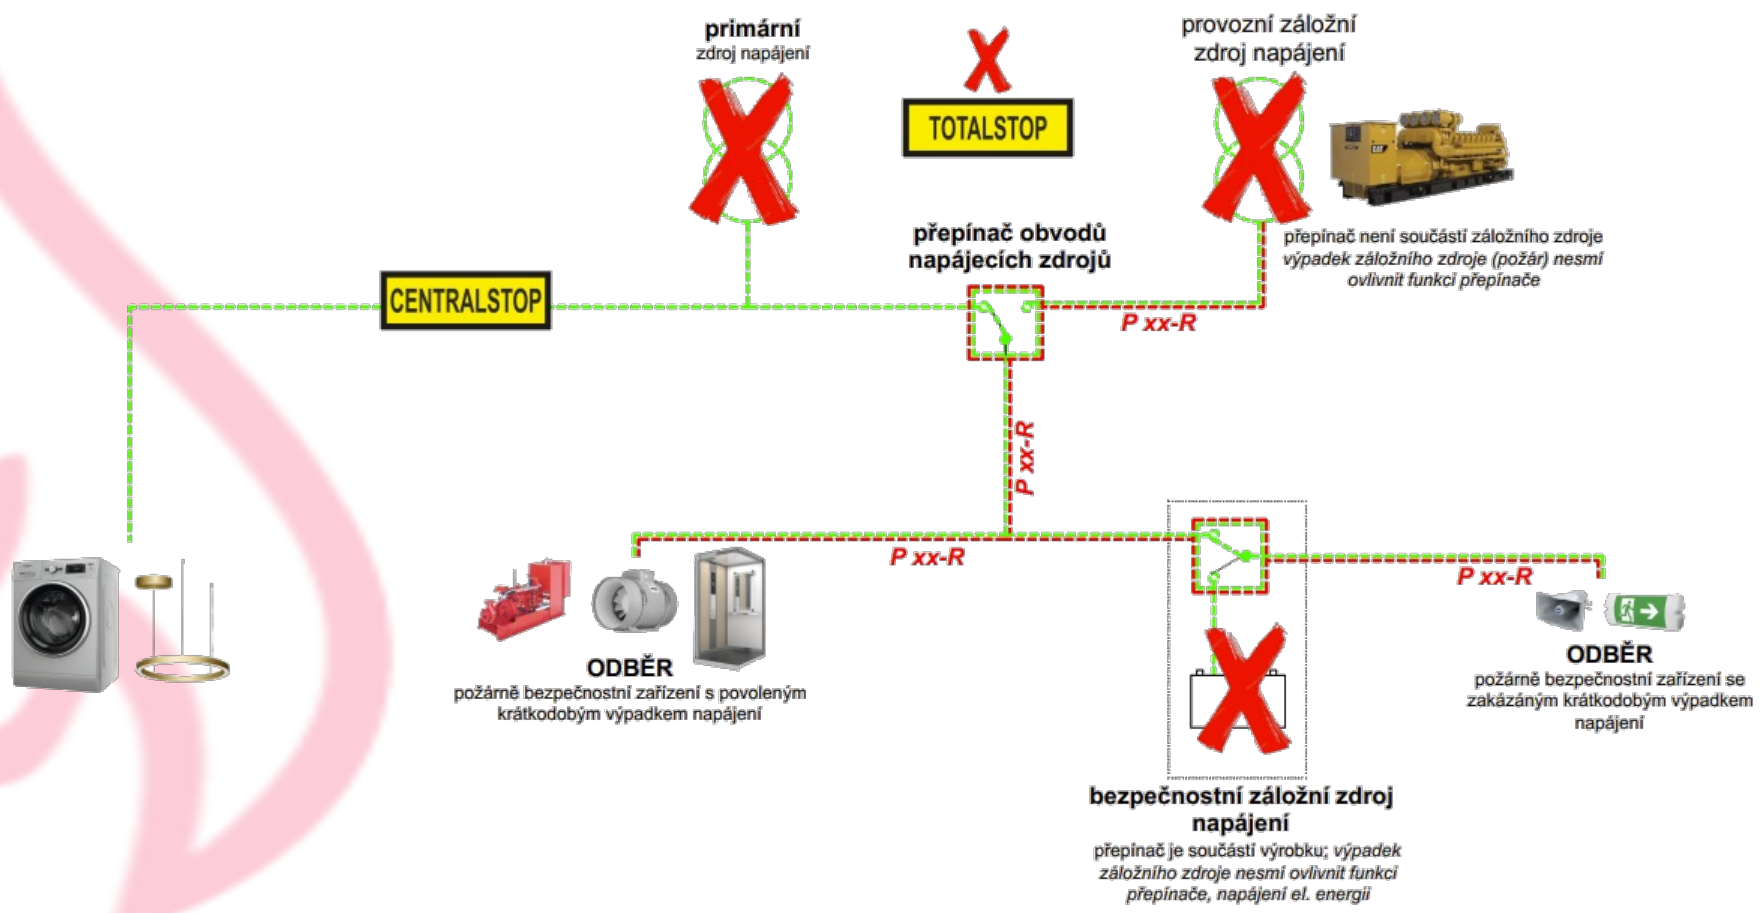 primární
zdroj napájení
provozní záložní
zdroj napájení
TOTALSTOP
CAT
přepínač obvodů
napájecích zdrojů
přepínač není součástí záložního zdroje
výpadek záložního zdroje (požár) nesmí
ovlivnit funkci přepínače
CENTRALSTOP
P xx-R
P xx-R
P xx-R
P xx-R
ODBĚR
požárně bezpečnostní zařízení s povoleným
krátkodobým výpadkem napájení
ODBĚR
požárně bezpečnostní zařízení se
zakázáným krátkodobým výpadkem
napájení
bezpečnostní záložní zdroj
napájení
přepínač je součástí výrobku; výpadek
záložního zdroje nesmí ovlivnit funkci
přepínače, napájení el. energii